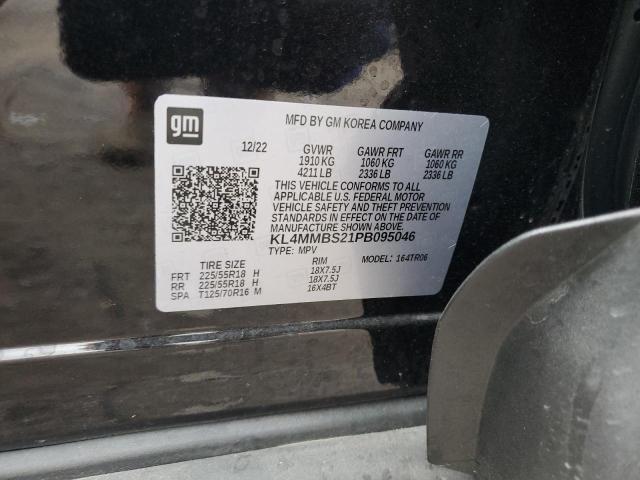 gm
MFD BY GM KOREA COMPANY
12/22 GVWR GAWR FRT GAWR RR
1910 KG 1060 KG 1060 KG
4211 LB 2336 LB 2336 LB
THIS VEHICLE CONFORMS TO ALL
APPLICABLE U.S. FEDERAL MOTOR
VEHICLE SAFETY AND THEFT PREVENTION
STANDARDS IN EFFECT ON THE DATE OF
MANUFACTURE SHOWN ABOVE.
KL4MMBS21PB095046
TYPE: MPV MODEL: 164TR06
TIRE SIZE RIM
FRT 225/55R18 H 18X7.5J
RR 225/55R18 H 18X7.5J
SPA T125/70R16 M 16X4BT